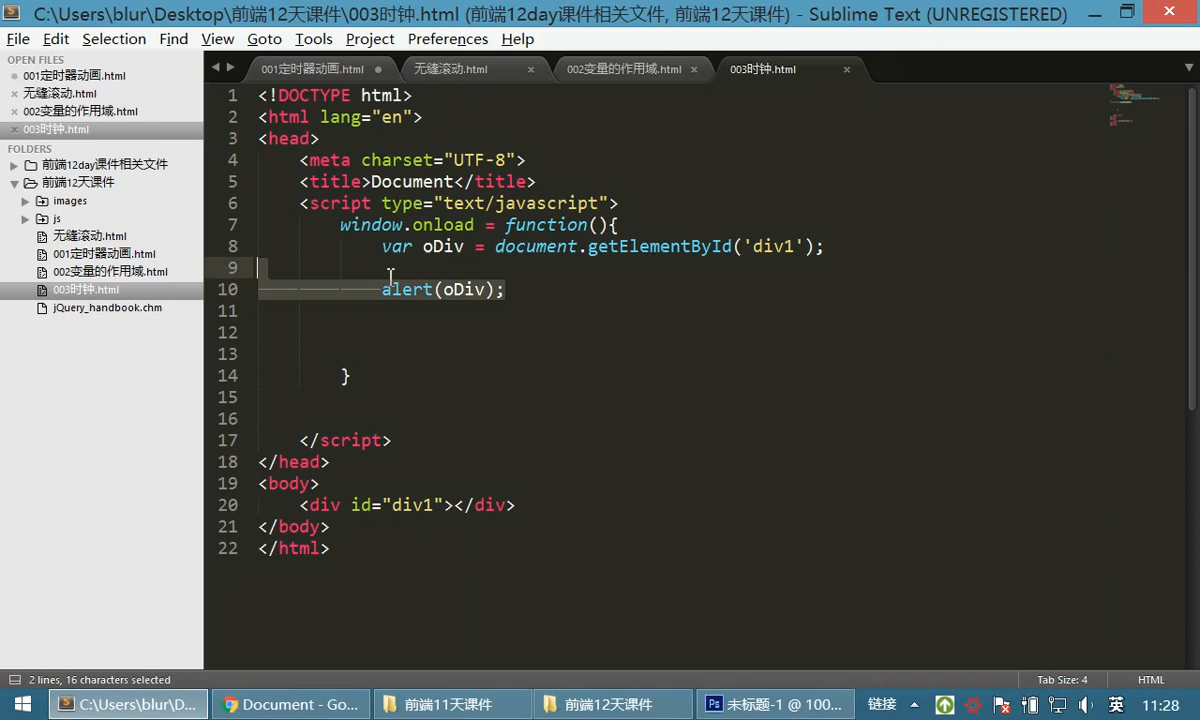 C:\Users\blur\Desktop\前端12天课件\003时钟.html (前端12day课件相关文件, 前端12天课件) - Sublime Text (UNREGISTERED)
File Edit Selection Find View Goto Tools Project Preferences Help
OPEN FILES
001定时器动画.html
无缝滚动.html
002变量的作用域.html
003时钟.html
FOLDERS
前端12day课件相关文件
前端12天课件
images
js
无缝滚动.html
001定时器动画.html
002变量的作用域.html
003时钟.html
jQuery_handbook.chm
001定时器动画.html 无缝滚动.html 002变量的作用域.html 003时钟.html
1 <!DOCTYPE html>
2 <html lang="en">
3 <head>
4 <meta charset="UTF-8">
5 <title>Document</title>
6 <script type="text/javascript">
7 window.onload = function(){
8 var oDiv = document.getElementById('div1');
9
10 alert(oDiv);
11
12
13
14 }
15
16
17 </script>
18 </head>
19 <body>
20 <div id="div1"></div>
21 </body>
22 </html>
2 lines, 16 characters selected Tab Size: 4 HTML
C:\Users\blur\D... Document - Go... 前端11天课件 前端12天课件 Ps 未标题-1 @ 100... 链接 英 11:28